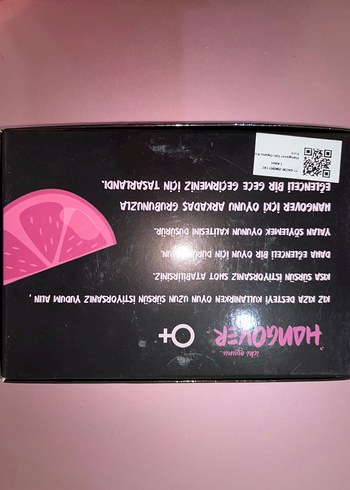 içki oyunu
HANGOVER
KIZ DESTEYİ KULLANIRKEN OYUN UZUN SÜRSÜN İSTİYORSANIZ YUDUM ALIN ,
KISA SÜRSÜN İSTİYORSANIZ SHOT ATABİLİRSİNİZ.
DAHA EĞLENCELİ BİR OYUN İÇİN
YALAN SÖYLEMEK OYUNUN KALİTESİNİ DÜŞÜRÜR.
HANGOVER İÇKİ OYUNU ARKADAŞ GRUBUNUZLA
EĞLENCELİ BİR GECE GEÇİRMENİZ İÇİN TASARLANDI.